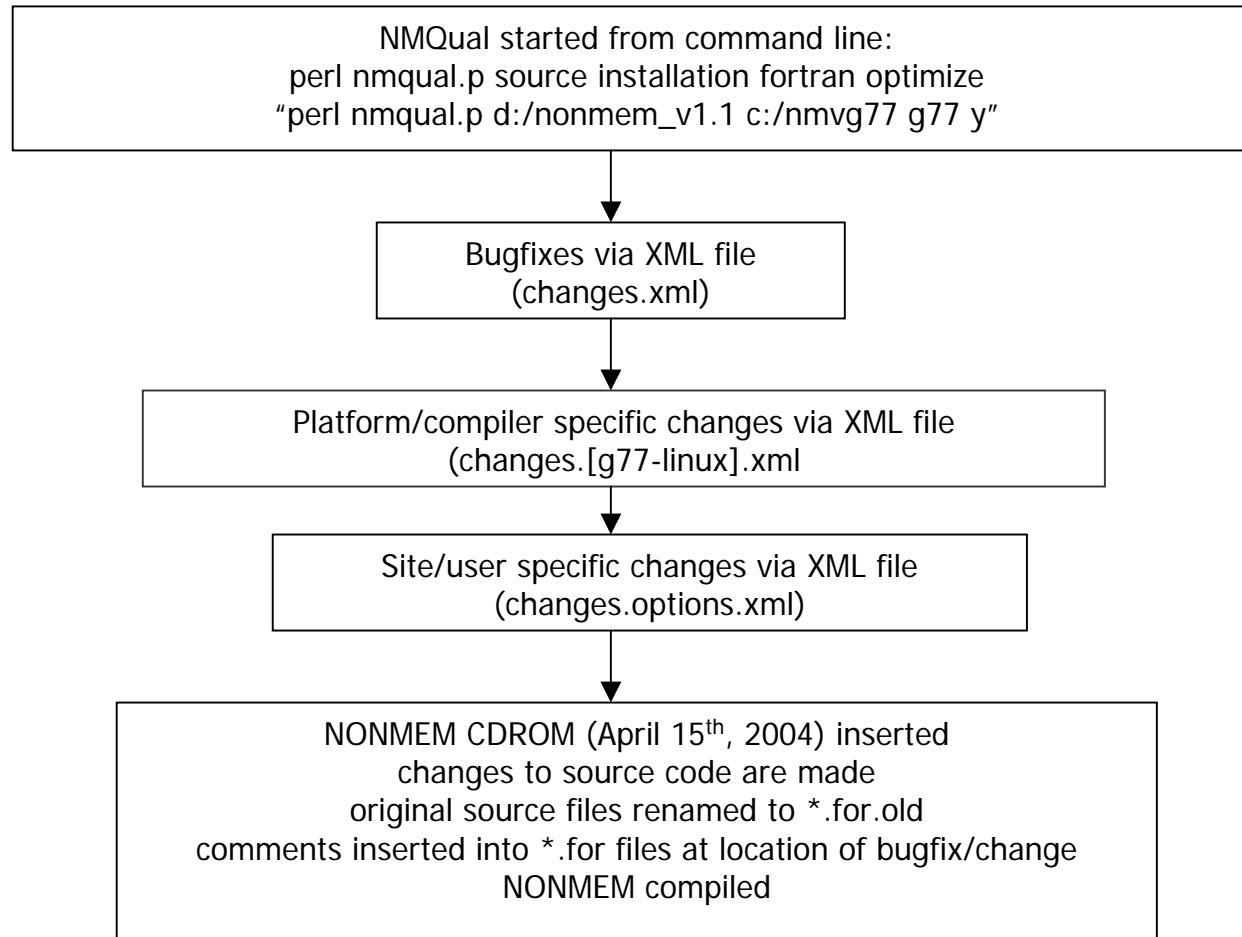 NMQual started from command line:
perl nmqual.p source installation fortran optimize
“perl nmqual.p d:/nonmem_v1.1 c:/nmvg77 g77 y”
Bugfixes via XML file
(changes.xml)
Platform/compiler specific changes via XML file
(changes.[g77-linux].xml
Site/user specific changes via XML file
(changes.options.xml)
NONMEM CDROM (April 15th, 2004) inserted
changes to source code are made
original source files renamed to *.for.old
comments inserted into *.for files at location of bugfix/change
NONMEM compiled